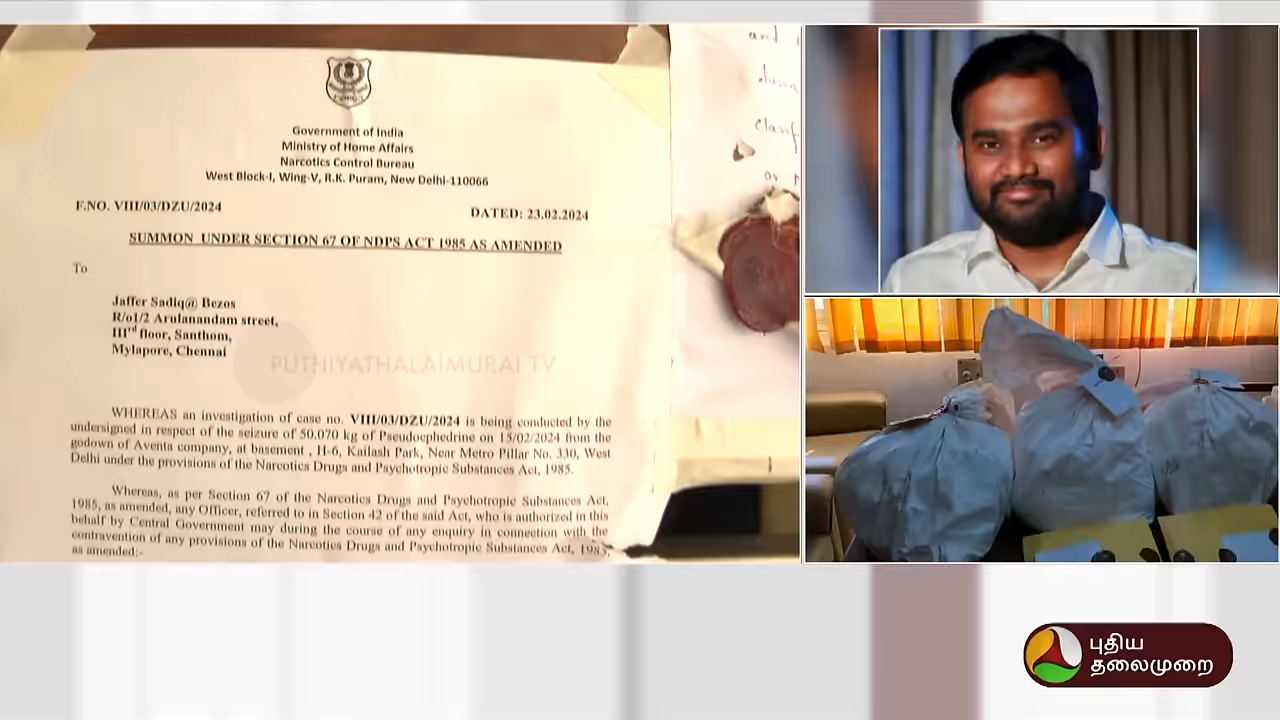 Government of India
Ministry of Home Affairs
Narcotics Control Bureau
West Block-I, Wing-V, R.K. Puram, New Delhi-110066
F.NO. VIII/03/DZU/2024
DATED: 23.02.2024
SUMMON UNDER SECTION 67 OF NDPS ACT 1985 AS AMENDED
To
Jaffer Sadiq@ Bezos
R/o1/2 Arulanandam street,
IIIrd floor, Santhom,
Mylapore, Chennai
PUTHIYATHALAIMURAI TV
WHEREAS an investigation of case no. VIII/03/DZU/2024 is being conducted by the
undersigned in respect of the seizure of 50.070 kg of Pseudoephedrine on 15/02/2024 from the
godown of Aventa company, at basement , H-6, Kailash Park, Near Metro Pillar No. 330, West
Delhi under the provisions of the Narcotics Drugs and Psychotropic Substances Act, 1985.
Whereas, as per Section 67 of the Narcotics Drugs and Psychotropic Substances Act,
1985, as amended, any Officer, referred to in Section 42 of the said Act, who is authorized in this
behalf by Central Government may during the course of any enquiry in connection with the
contravention of any provisions of the Narcotics Drugs and Psychotropic Substances Act, 1985,
as amended:-
and
or
புதிய
தலைமுறை